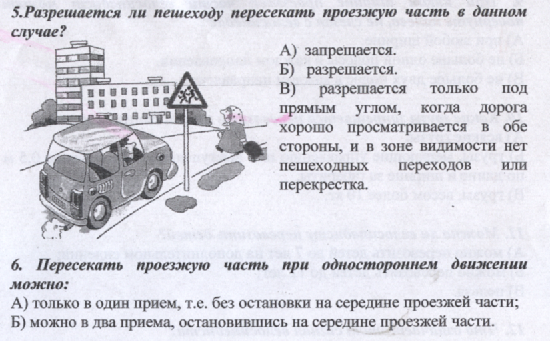 5.Разрешается ли пешеходу пересекать проезжую часть в данном
случае?
А) запрещается.
Б) разрешается.
В) разрешается только под
прямым углом, когда дорога
хорошо просматривается в обе
стороны, и в зоне видимости нет
пешеходных переходов или
перекрестка.
6. Пересекать проезжую часть при одностороннем движении
можно:
А) только в один прием, т.е. без остановки на середине проезжей части;
Б) можно в два приема, остановившись на середине проезжей части.